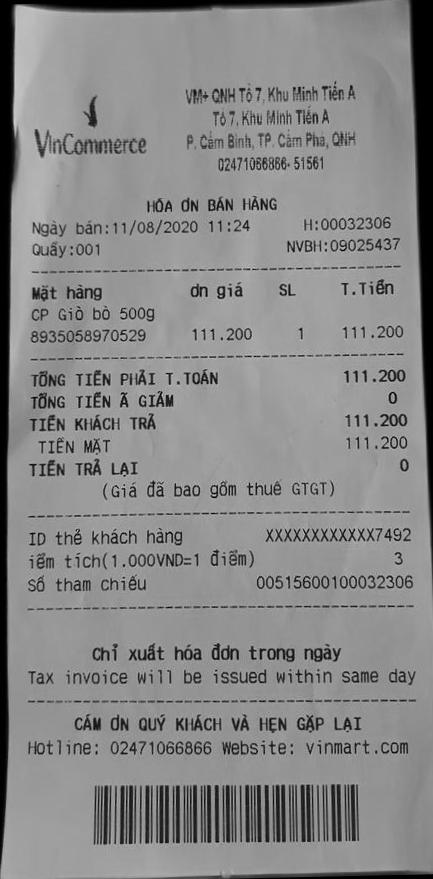 VinCommerce
VM+ QNH Tổ 7, Khu Minh Tiến A
Tổ 7, Khu Minh Tiến A
P. Cẩm Bình, TP. Cẩm Phả, QNH
02471066866- 51561
HÓA ƠN BÁN HÀNG
Ngày bán:11/08/2020 11:24 H:00032306
Quầy:001 NVBH:09025437
Mặt hàng ơn giá SL T.Tiền
CP Giò bò 500g
8935058970529 111.200 1 111.200
TỔNG TIỀN PHẢI T.TOÁN 111.200
TỔNG TIỀN Ã GIẢM 0
TIỀN KHÁCH TRẢ 111.200
TIỀN MẶT 111.200
TIỀN TRẢ LẠI 0
(Giá đã bao gồm thuế GTGT)
ID thẻ khách hàng XXXXXXXXXXXX7492
iểm tích(1.000VND=1 điểm) 3
Số tham chiếu 00515600100032306
Chỉ xuất hóa đơn trong ngày
Tax invoice will be issued within same day
CẢM ƠN QUÝ KHÁCH VÀ HẸN GẶP LẠI
Hotline: 02471066866 Website: vinmart.com